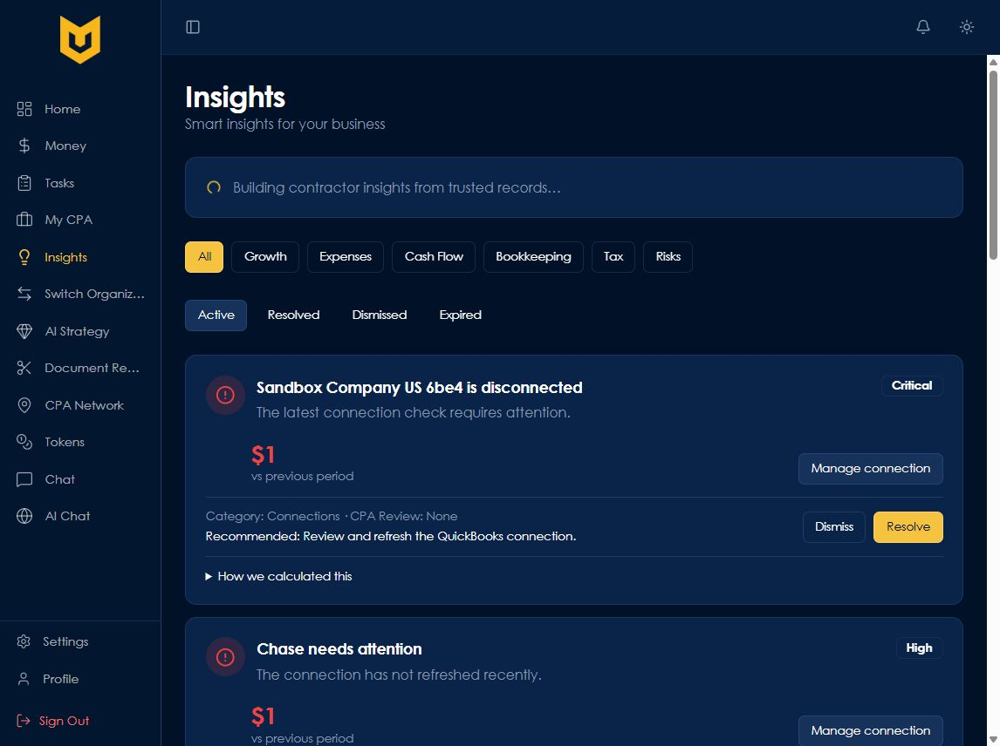 Home
Money
Tasks
My CPA
Insights
Switch Organiz...
AI Strategy
Document Re...
CPA Network
Tokens
Chat
AI Chat
Settings
Profile
Sign Out
Insights
Smart insights for your business
Building contractor insights from trusted records...
All Growth Expenses Cash Flow Bookkeeping Tax Risks
Active Resolved Dismissed Expired
Sandbox Company US 6be4 is disconnected Critical
The latest connection check requires attention.
$1
vs previous period
Manage connection
Category: Connections · CPA Review: None
Recommended: Review and refresh the QuickBooks connection.
Dismiss Resolve
How we calculated this
Chase needs attention High
The connection has not refreshed recently.
$1
vs previous period
Manage connection